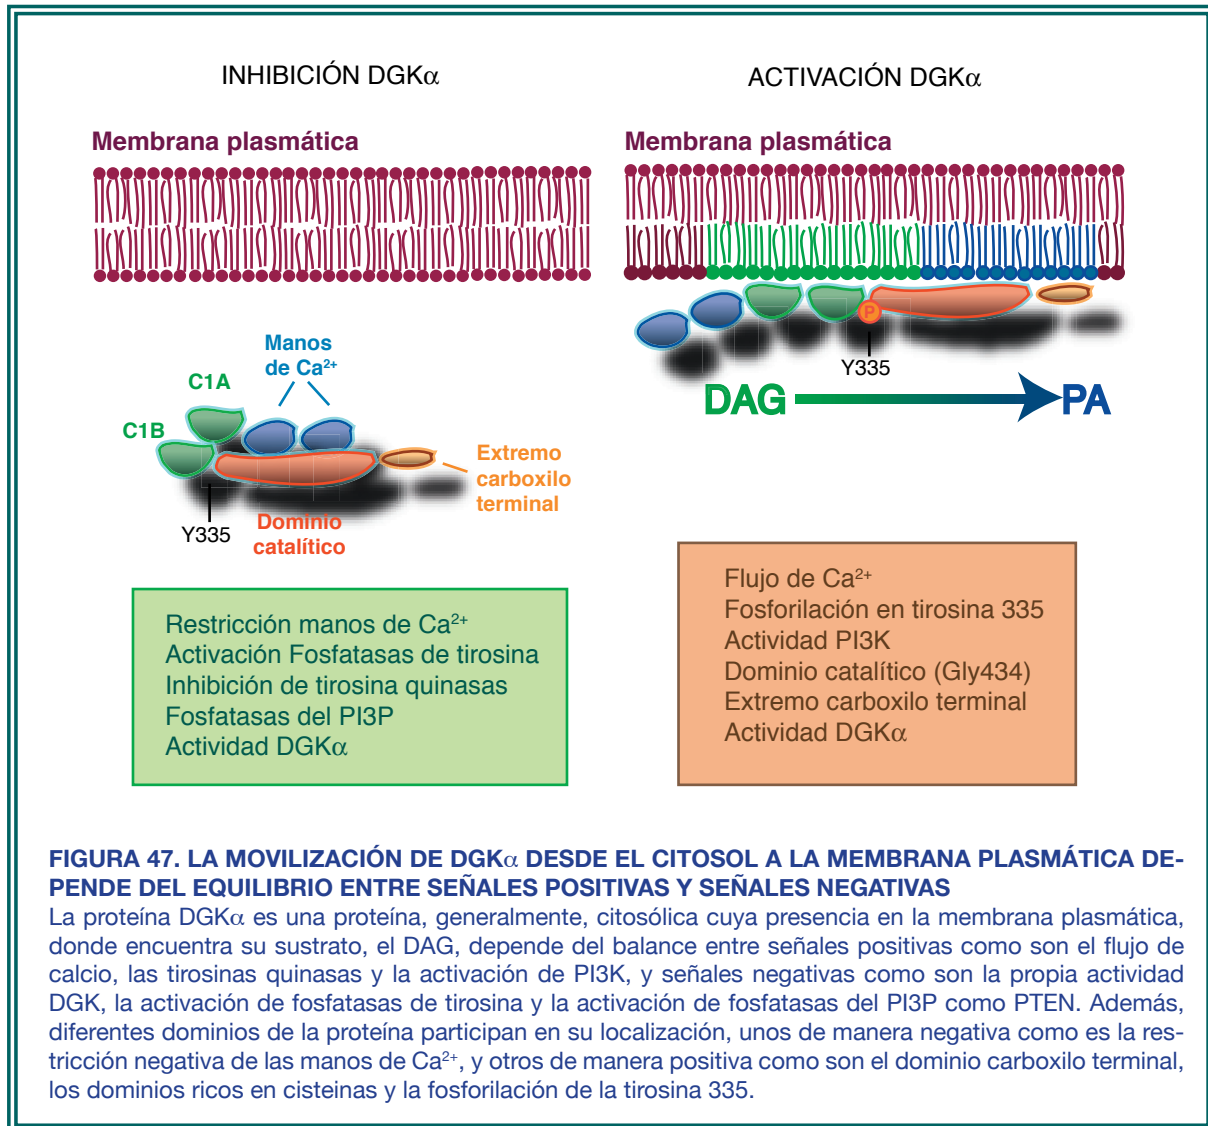 INHIBICIÓN DGKα
ACTIVACIÓN DGKα
Membrana plasmática
Membrana plasmática
Manos
de Ca²⁺
C1A
C1B
Extremo
carboxilo
terminal
Y335
Dominio
catalítico
P
Y335
DAG
PA
Restricción manos de Ca²⁺
Activación Fosfatasas de tirosina
Inhibición de tirosina quinasas
Fosfatasas del PI3P
Actividad DGKα
Flujo de Ca²⁺
Fosforilación en tirosina 335
Actividad PI3K
Dominio catalítico (Gly434)
Extremo carboxilo terminal
Actividad DGKα
FIGURA 47. LA MOVILIZACIÓN DE DGKα DESDE EL CITOSOL A LA MEMBRANA PLASMÁTICA DE-
PENDE DEL EQUILIBRIO ENTRE SEÑALES POSITIVAS Y SEÑALES NEGATIVAS
La proteína DGKα es una proteína, generalmente, citosólica cuya presencia en la membrana plasmática,
donde encuentra su sustrato, el DAG, depende del balance entre señales positivas como son el flujo de
calcio, las tirosinas quinasas y la activación de PI3K, y señales negativas como son la propia actividad
DGK, la activación de fosfatasas de tirosina y la activación de fosfatasas del PI3P como PTEN. Además,
diferentes dominios de la proteína participan en su localización, unos de manera negativa como es la res-
tricción negativa de las manos de Ca²⁺, y otros de manera positiva como son el dominio carboxilo terminal,
los dominios ricos en cisteinas y la fosforilación de la tirosina 335.